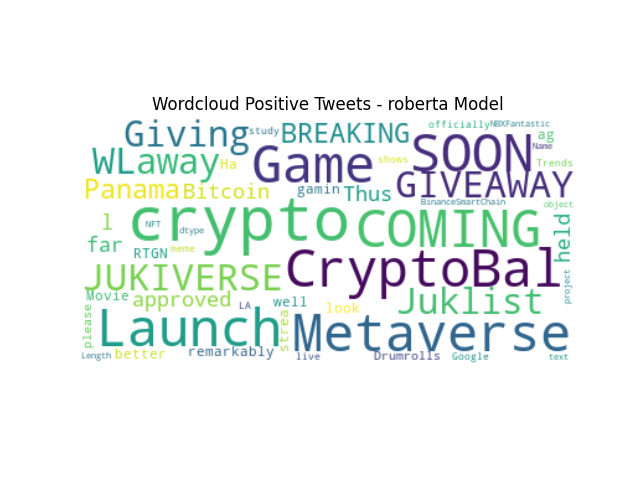 Wordcloud Positive Tweets - roberta Model
Giving study BREAKING officially NBXFantastic
WL away Ha Game shows SOON ag Name
Trends
Panama Bitcoin gamin Thus GIVEAWAY
BinanceSmartChain object
l NFT crypto COMING held
far dtype
RTGN meme CryptoBal
JUKIVERSE project
Movie approved LA well look Juklist
please Launch strea Metaverse
Length better remarkably live Drumrolls Google text